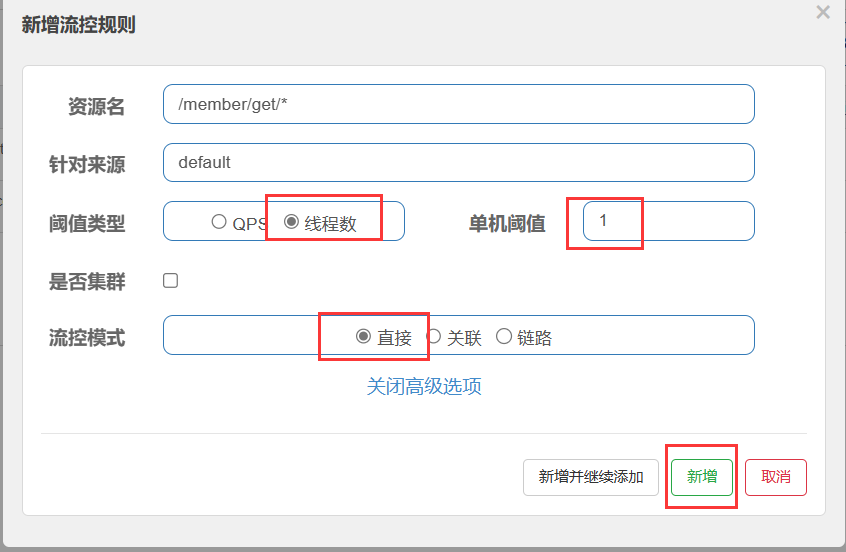 新增流控规则
×
资源名 /member/get/*
针对来源 default
阈值类型 QPS 线程数 单机阈值 1
是否集群
流控模式 直接 关联 链路
关闭高级选项
新增并继续添加 新增 取消